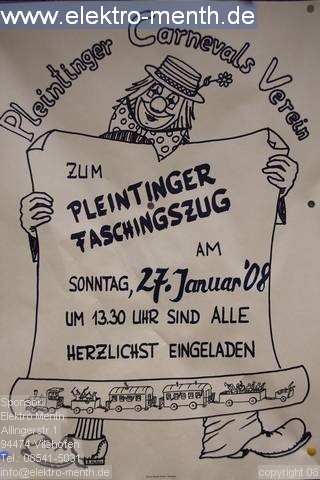 www.elektro-menth.de
Pleintinger Carnevals Verein
ZUM
PLEINTINGER
FASCHINGSZUG
AM
SONNTAG, 27. Januar '08
UM 13.30 UHR SIND ALLE
HERZLICHST EINGELADEN
Sponsor:
Elektro Menth
Allingerstr.1
94474 Vilshofen
Tel.: 08541-5031
info@elektro-menth.de
copyright 08